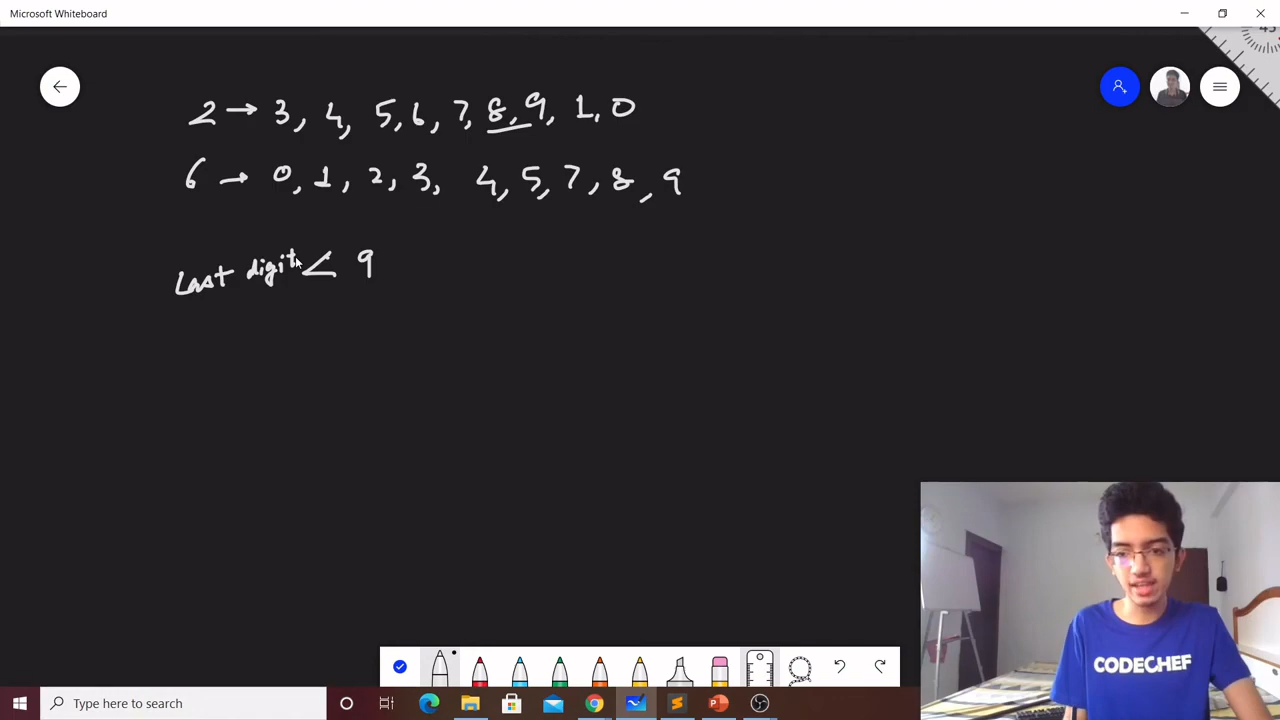 Microsoft Whiteboard
45
2 → 3, 4, 5, 6, 7, 8, 9, 1, 0
6 → 0, 1, 2, 3, 4, 5, 7, 8, 9
Last digit < 9
CODECHEF
Type here to search